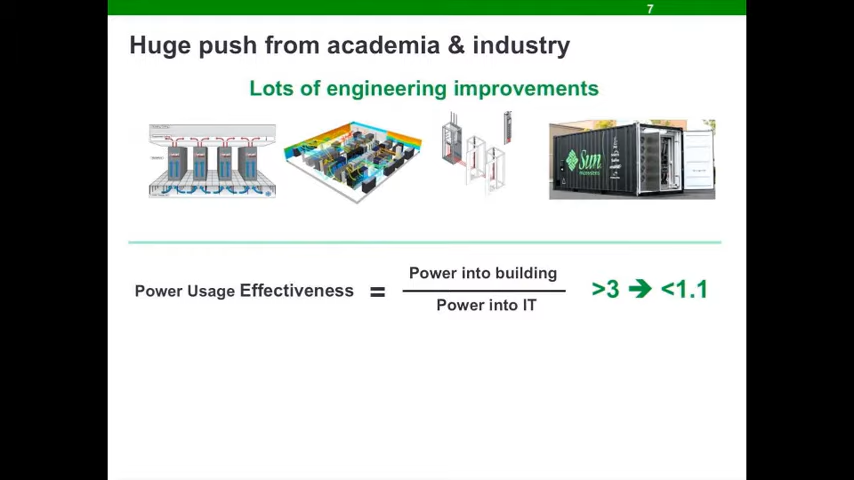 7
Huge push from academia & industry
Lots of engineering improvements
Sun
Power Usage Effectiveness = Power into building
Power into IT
>3 ➔ <1.1